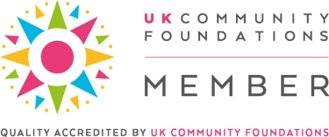 UK COMMUNITY
FOUNDATIONS
MEMBER
QUALITY ACCREDITED BY UK COMMUNITY FOUNDATIONS